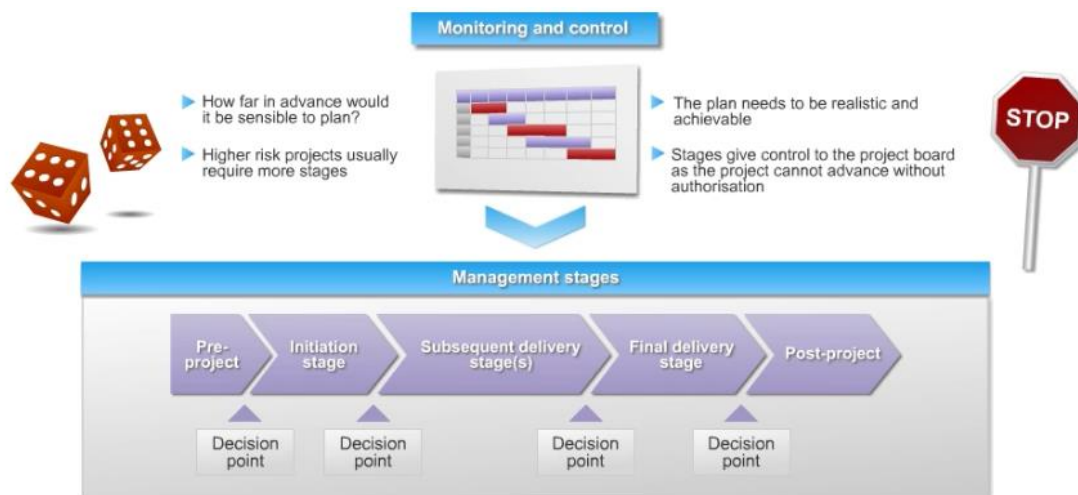 Monitoring and control
How far in advance would
it be sensible to plan?
Higher risk projects usually
require more stages
The plan needs to be realistic and
achievable
Stages give control to the project board
as the project cannot advance without
authorisation
STOP
Management stages
Pre-
project
Initiation
stage
Subsequent delivery
stage(s)
Final delivery
stage
Post-project
Decision
point
Decision
point
Decision
point
Decision
point